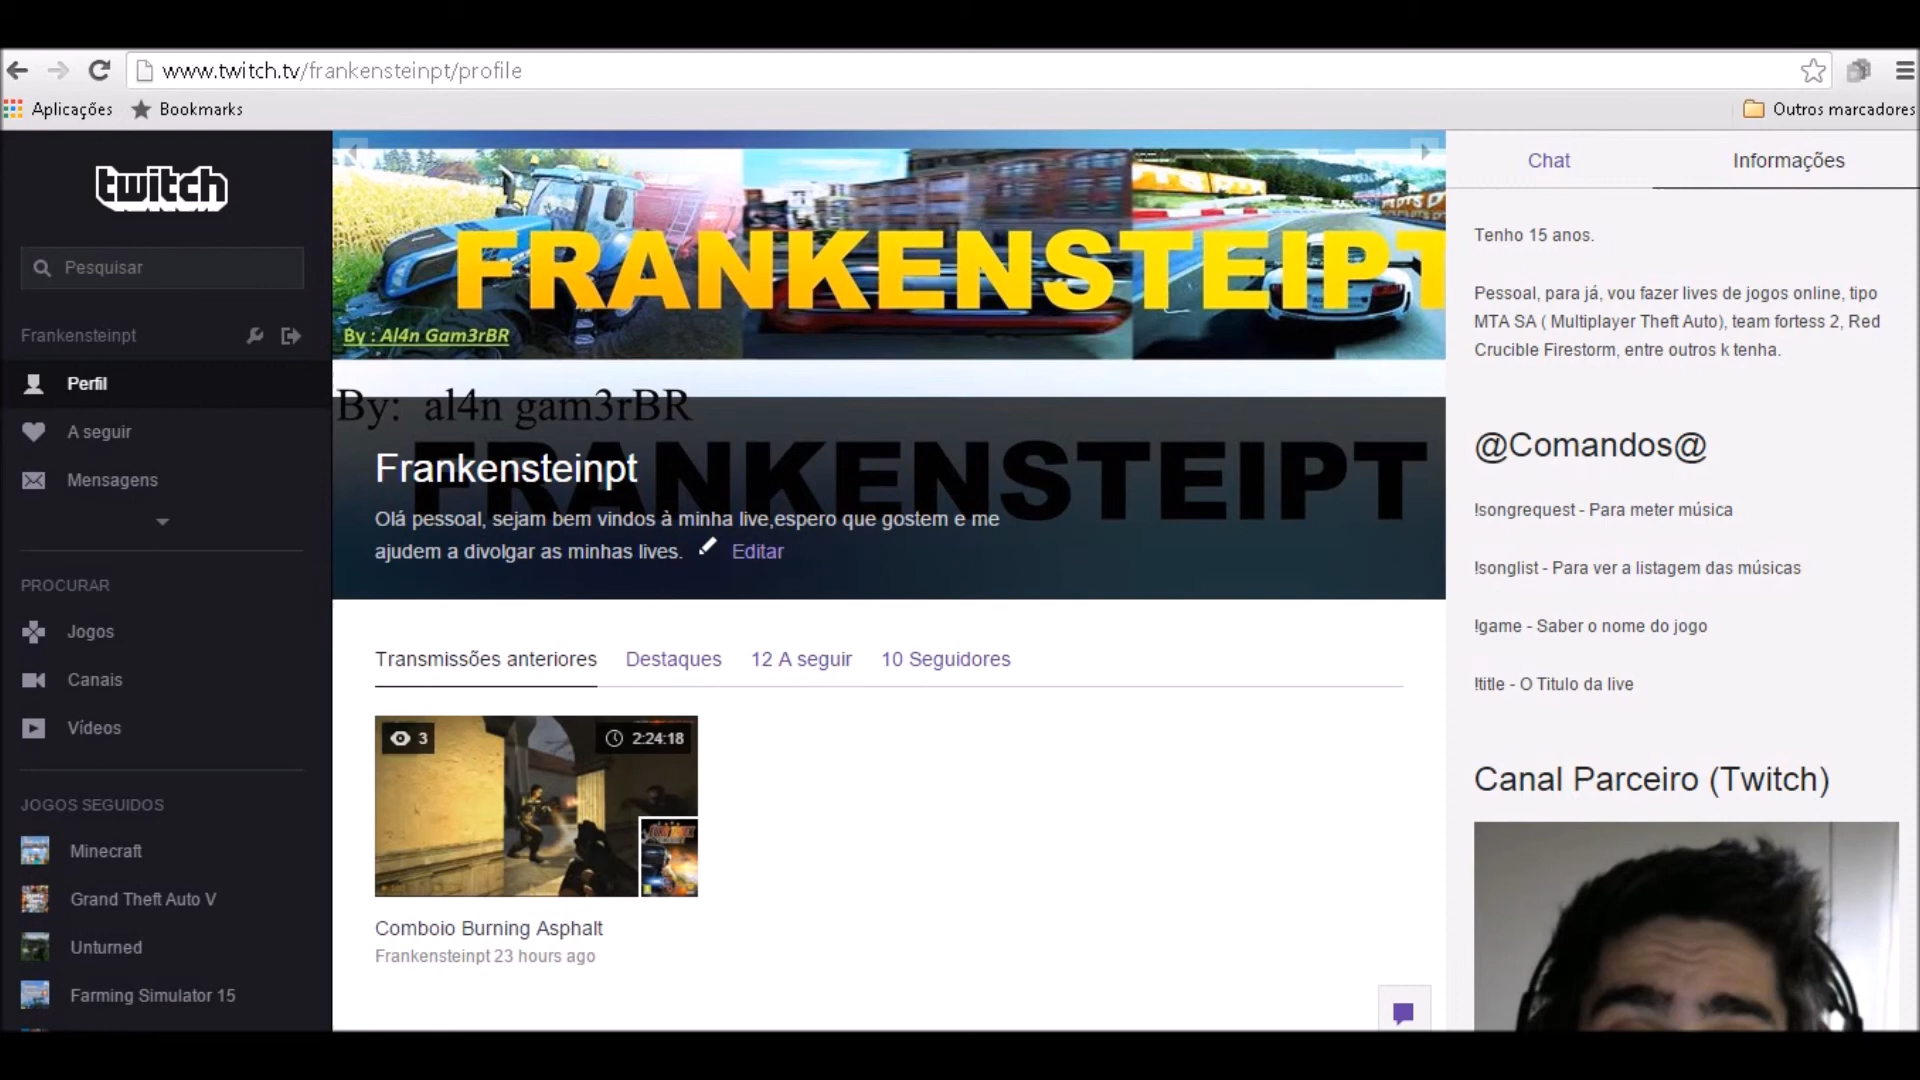 www.twitch.tv/frankensteinpt/profile
Aplicações
Bookmarks
Outros marcadores
twitch
Pesquisar
Frankensteinpt
Perfil
A seguir
Mensagens
PROCURAR
Jogos
Canais
Vídeos
JOGOS SEGUIDOS
Minecraft
Grand Theft Auto V
Unturned
Farming Simulator 15
FRANKENSTEIPT
By : Al4n Gam3rBR
By: al4n gam3rBR
FRANKENSTEIPT
Frankensteinpt
Olá pessoal, sejam bem vindos à minha live,espero que gostem e me
ajudem a divolgar as minhas lives. Editar
Transmissões anteriores
Destaques
12 A seguir
10 Seguidores
3
2:24:18
Comboio Burning Asphalt
Frankensteinpt 23 hours ago
Chat
Informações
Tenho 15 anos.
Pessoal, para já, vou fazer lives de jogos online, tipo
MTA SA ( Multiplayer Theft Auto), team fortess 2, Red
Crucible Firestorm, entre outros k tenha.
@Comandos@
!songrequest - Para meter música
!songlist - Para ver a listagem das músicas
!game - Saber o nome do jogo
!title - O Titulo da live
Canal Parceiro (Twitch)